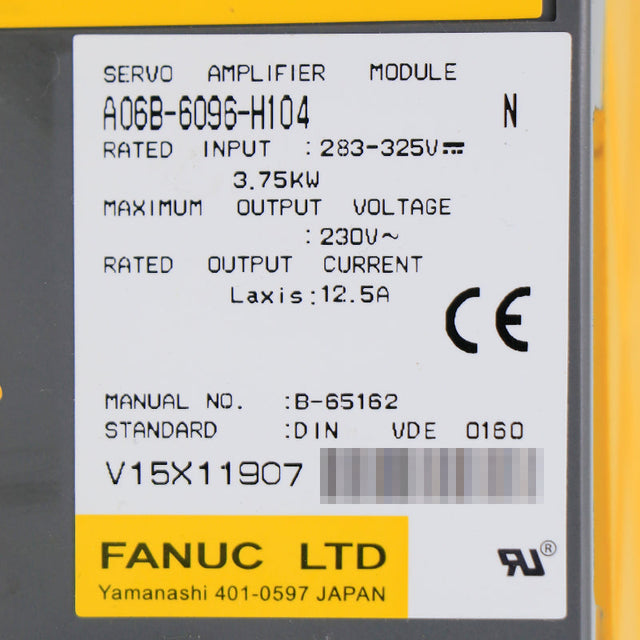 SERVO AMPLIFIER MODULE
A06B-6096-H104 N
RATED INPUT :283-325V⎓
3.75KW
MAXIMUM OUTPUT VOLTAGE
:230V~
RATED OUTPUT CURRENT
Laxis:12.5A
CE
MANUAL NO. :B-65162
STANDARD :DIN VDE 0160
V15X11907
FANUC LTD
Yamanashi 401-0597 JAPAN
RU®